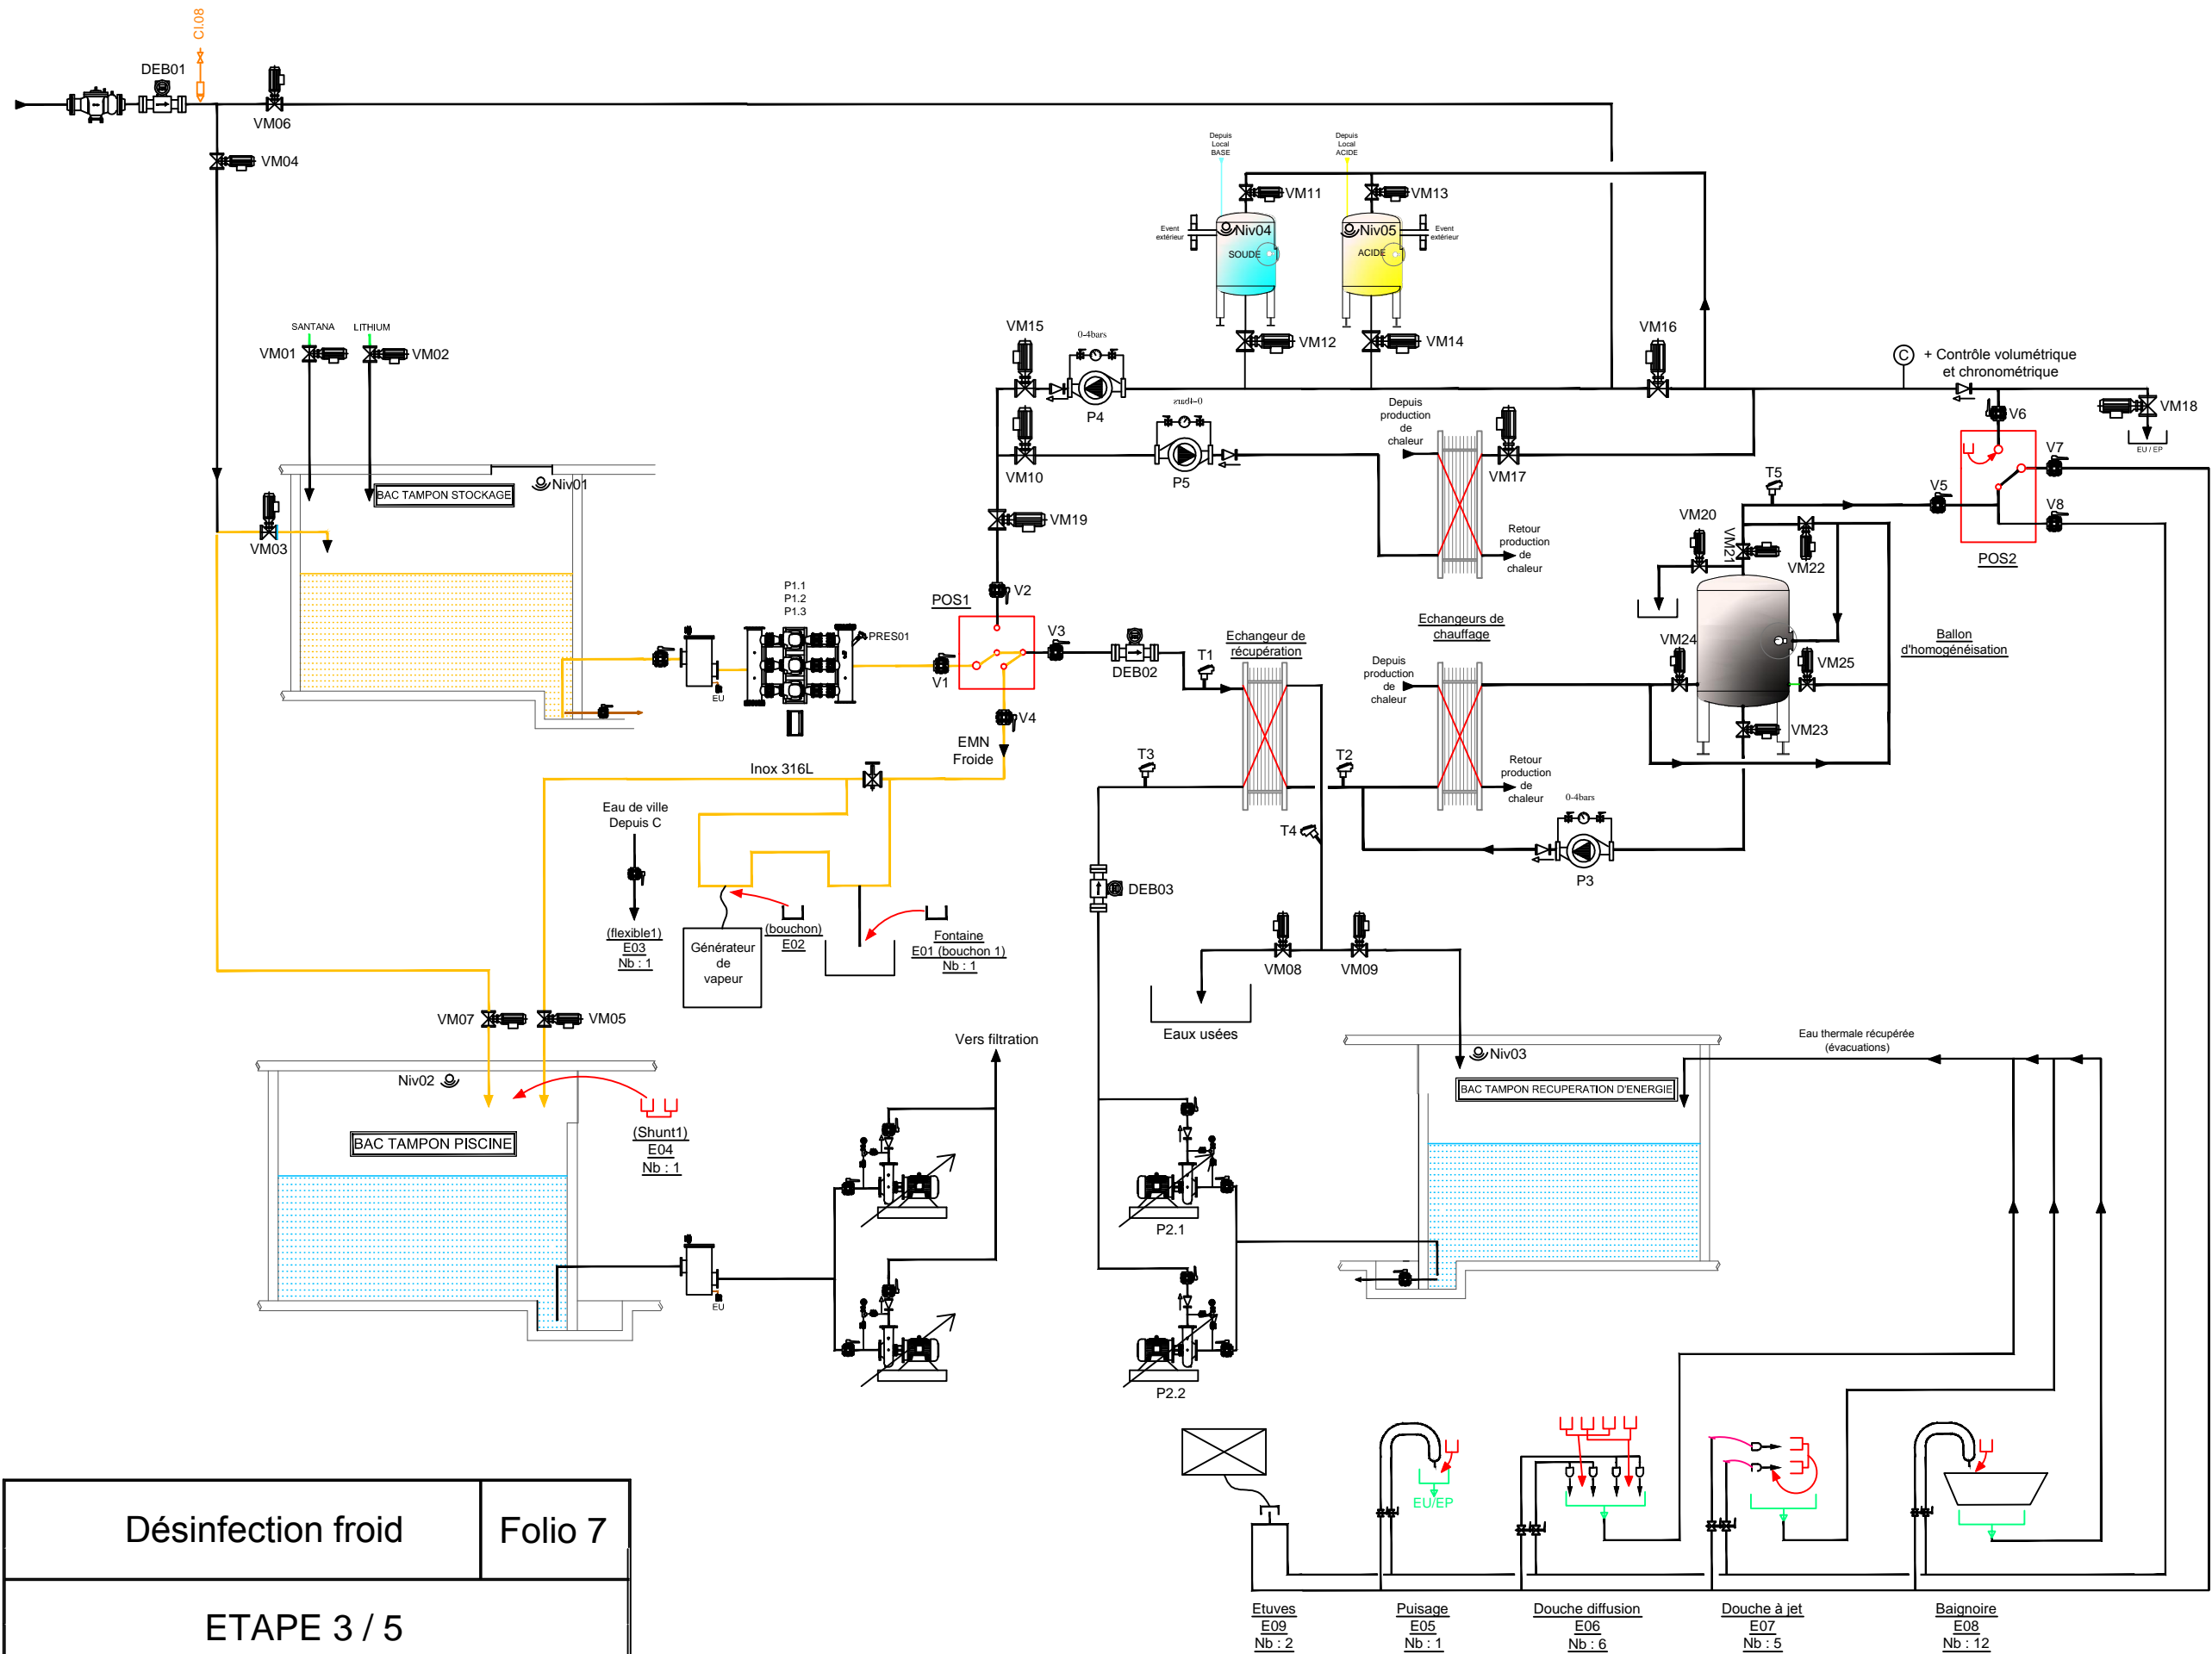 CI.08
DEB01
VM06
VM04
Depuis
Local
BASE
Depuis
Local
ACIDE
VM11
VM13
Event
extérieur
Niv04
SOUDE
Niv05
ACIDE
Event
extérieur
VM12
VM14
SANTANA
LITHIUM
VM01
VM02
VM15
0-4bars
P4
VM16
C
+ Contrôle volumétrique
et chronométrique
V6
VM18
EU / EP
BAC TAMPON STOCKAGE
Niv01
VM03
VM10
0-4bars
P5
Depuis
production
de
chaleur
VM17
Retour
production
de
chaleur
VM19
T5
V5
V7
V8
POS2
VM20
VM21
VM22
P1.1
P1.2
P1.3
PRES01
EU
V1
POS1
V2
V3
V4
DEB02
T1
Echangeur de
récupération
Echangeurs de
chauffage
Depuis
production
de
chaleur
Retour
production
de
chaleur
VM24
VM25
VM23
Ballon
d'homogénéisation
EMN
Froide
Inox 316L
T3
T2
T4
0-4bars
P3
Eau de ville
Depuis C
(flexible1)
E03
Nb : 1
Générateur
de
vapeur
(bouchon)
E02
Fontaine
E01 (bouchon 1)
Nb : 1
DEB03
VM08
VM09
Eaux usées
VM07
VM05
Niv02
BAC TAMPON PISCINE
(Shunt1)
E04
Nb : 1
EU
Vers filtration
Niv03
BAC TAMPON RECUPERATION D'ENERGIE
Eau thermale récupérée
(évacuations)
P2.1
P2.2
EU/EP
Etuves
E09
Nb : 2
Puisage
E05
Nb : 1
Douche diffusion
E06
Nb : 6
Douche à jet
E07
Nb : 5
Baignoire
E08
Nb : 12
Désinfection froid
Folio 7
ETAPE 3 / 5